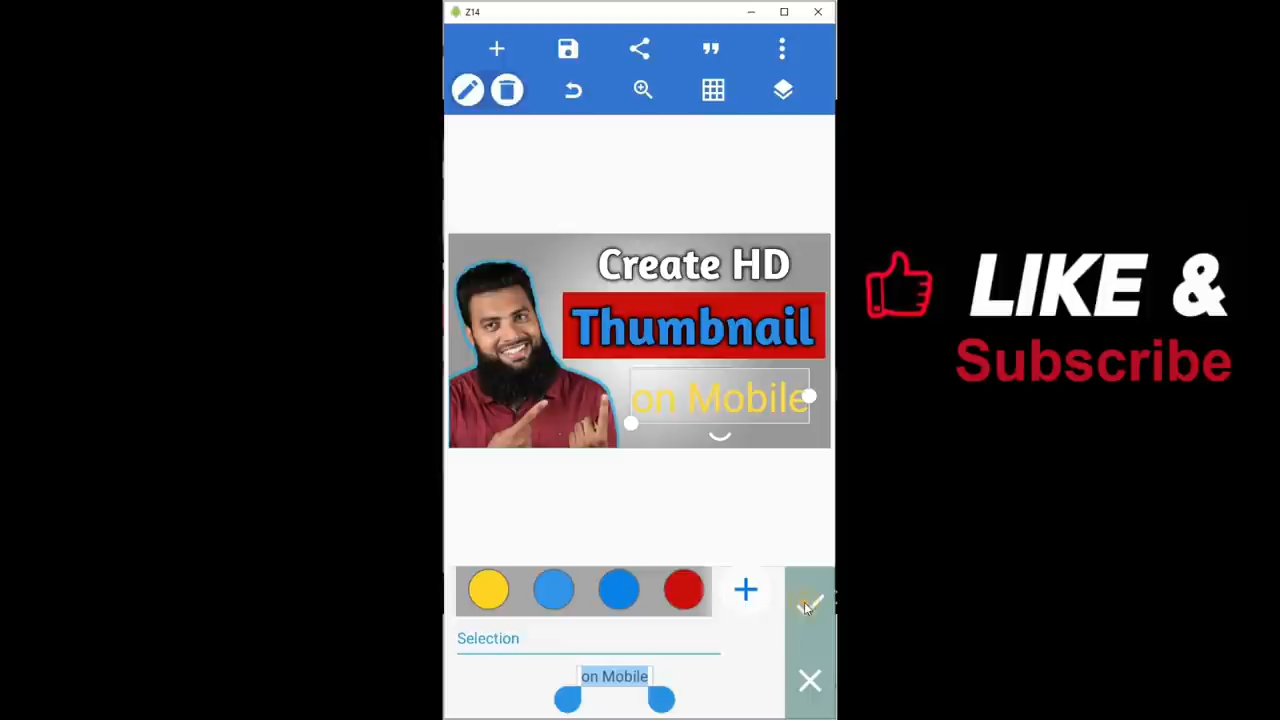 Z14
Create HD
Thumbnail
on Mobile
LIKE &
Subscribe
Selection
on Mobile